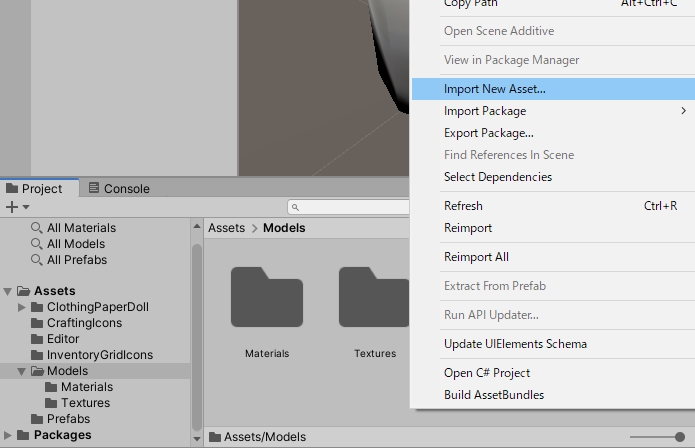 Copy Path Alt+Ctrl+C
Open Scene Additive
View in Package Manager
Import New Asset...
Import Package
Export Package...
Find References In Scene
Select Dependencies
Refresh Ctrl+R
Reimport
Reimport All
Extract From Prefab
Run API Updater...
Update UIElements Schema
Open C# Project
Build AssetBundles
Project Console
All Materials
All Models
All Prefabs
Assets
ClothingPaperDoll
CraftingIcons
Editor
InventoryGridIcons
Models
Materials
Textures
Prefabs
Packages
Assets > Models
Materials Textures
Assets/Models